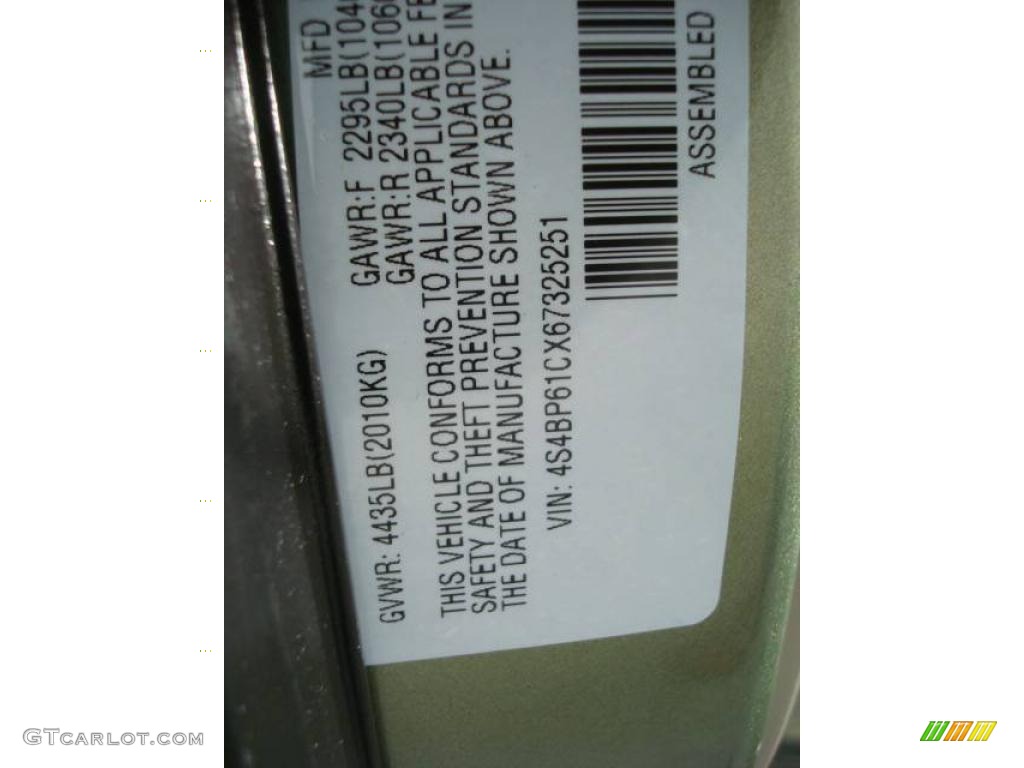 MFD
GVWR: 4435LB(2010KG) GAWR:F 2295LB(104
GAWR:R 2340LB(106
THIS VEHICLE CONFORMS TO ALL APPLICABLE FE
SAFETY AND THEFT PREVENTION STANDARDS IN
THE DATE OF MANUFACTURE SHOWN ABOVE.
VIN: 4S4BP61CX67325251
ASSEMBLED
GTCARLOT.COM